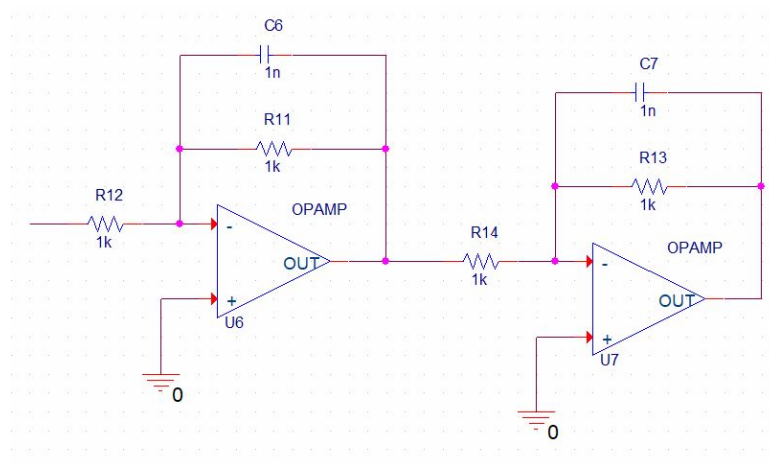 C6
1n
R11
1k
R12
1k
OPAMP
-
OUT
+
U6
0
C7
1n
R13
1k
R14
1k
OPAMP
-
OUT
+
U7
0